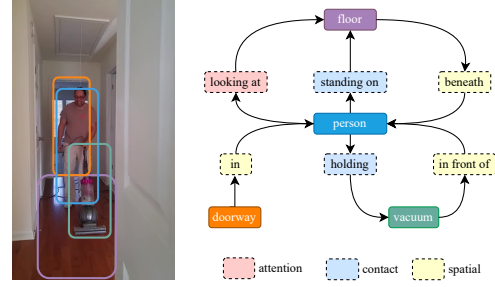 floor
looking at standing on beneath
person
in holding in front of
doorway vacuum
attention contact spatial